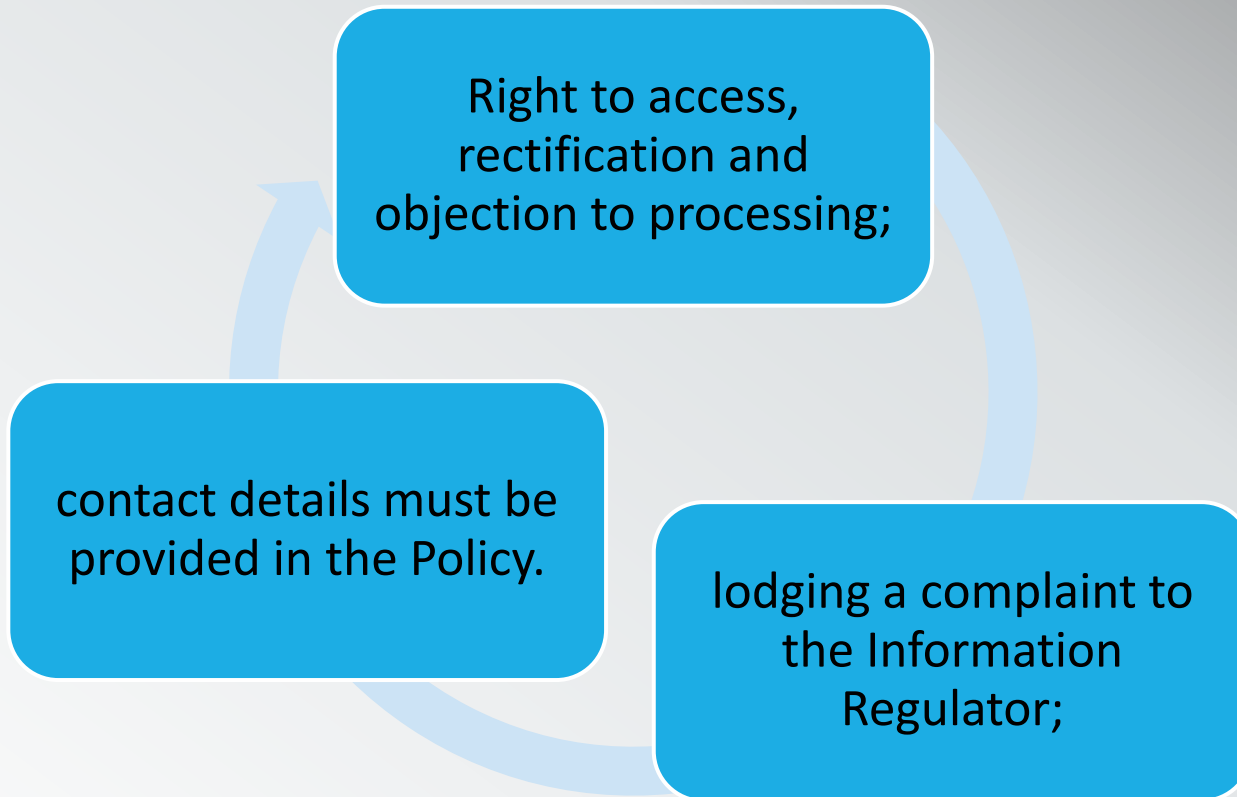 Right to access,
rectification and
objection to processing;
lodging a complaint to
the Information
Regulator;
contact details must be
provided in the Policy.